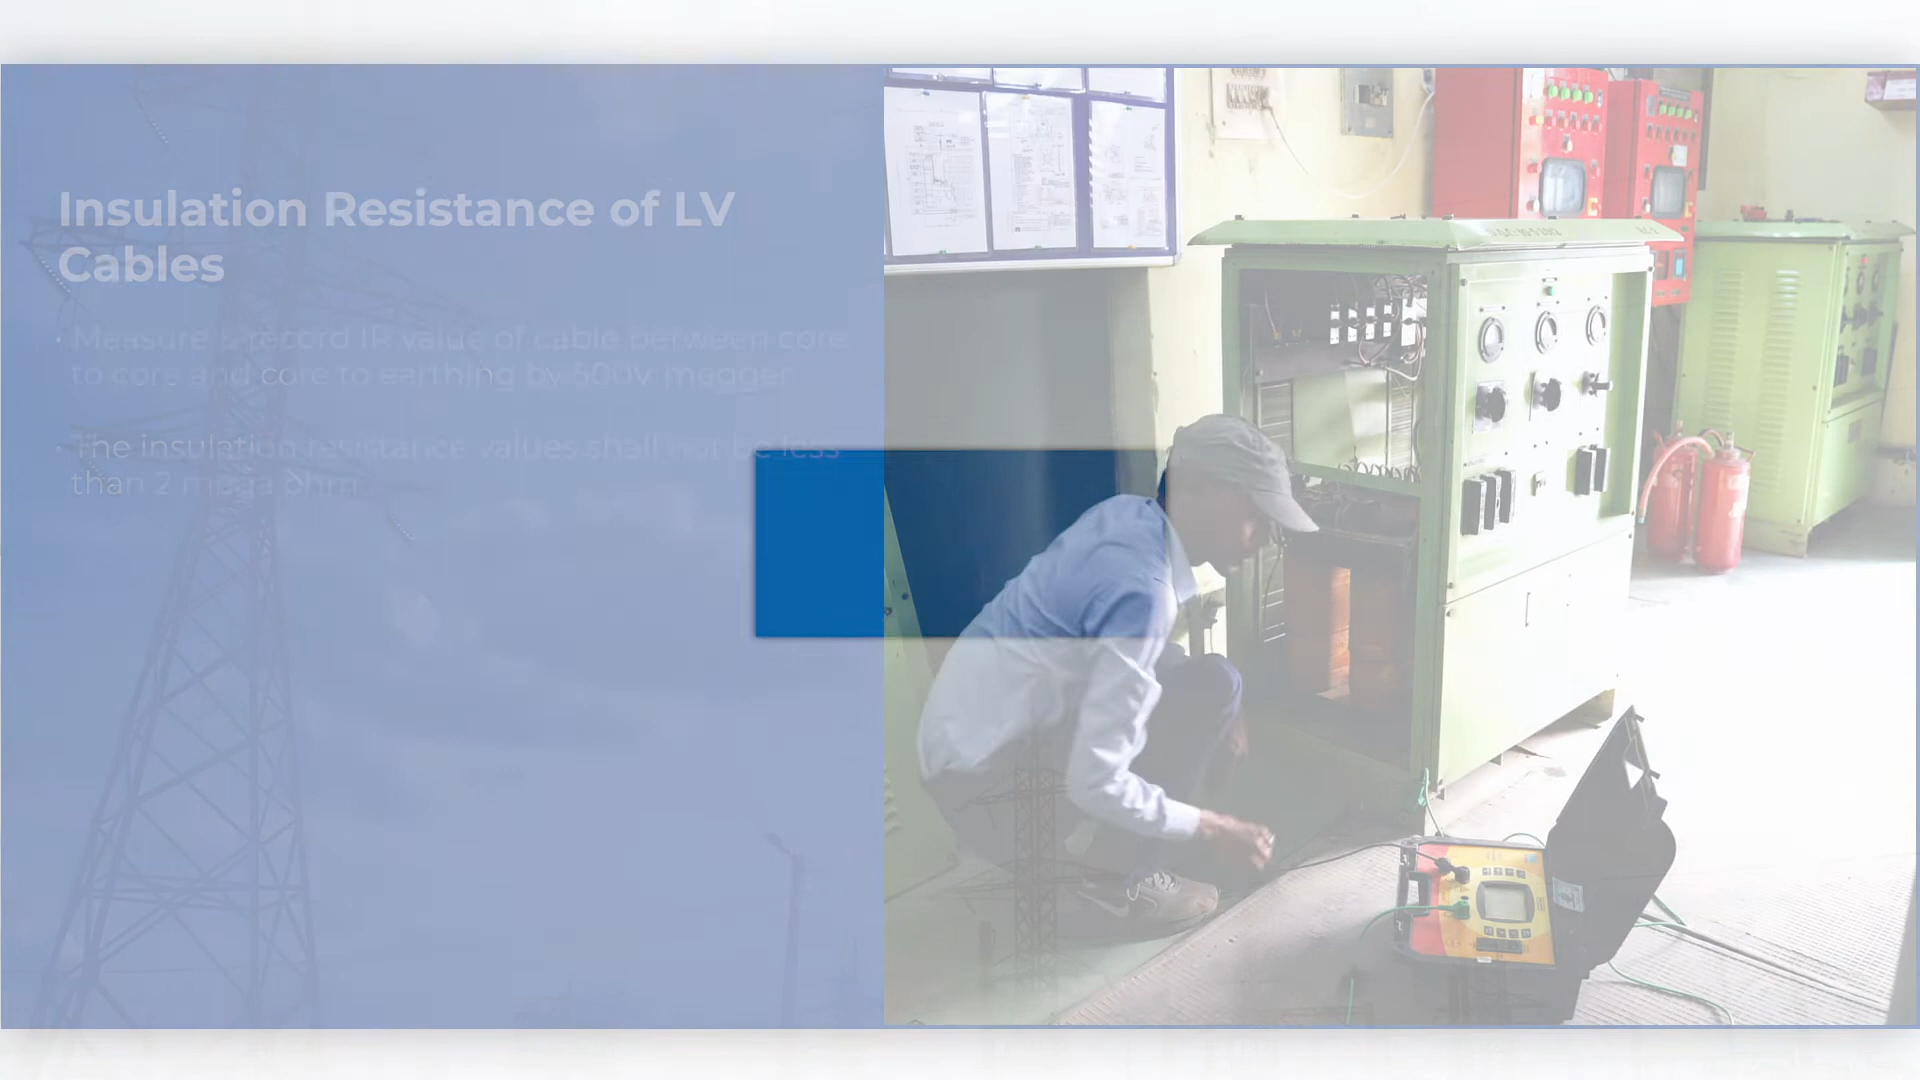 Insulation Resistance of LV
Cables
Measure & record IR value of cable between core
to core and core to earthing by 500V megger
The insulation resistance values shall not be less
than 2 mega ohm